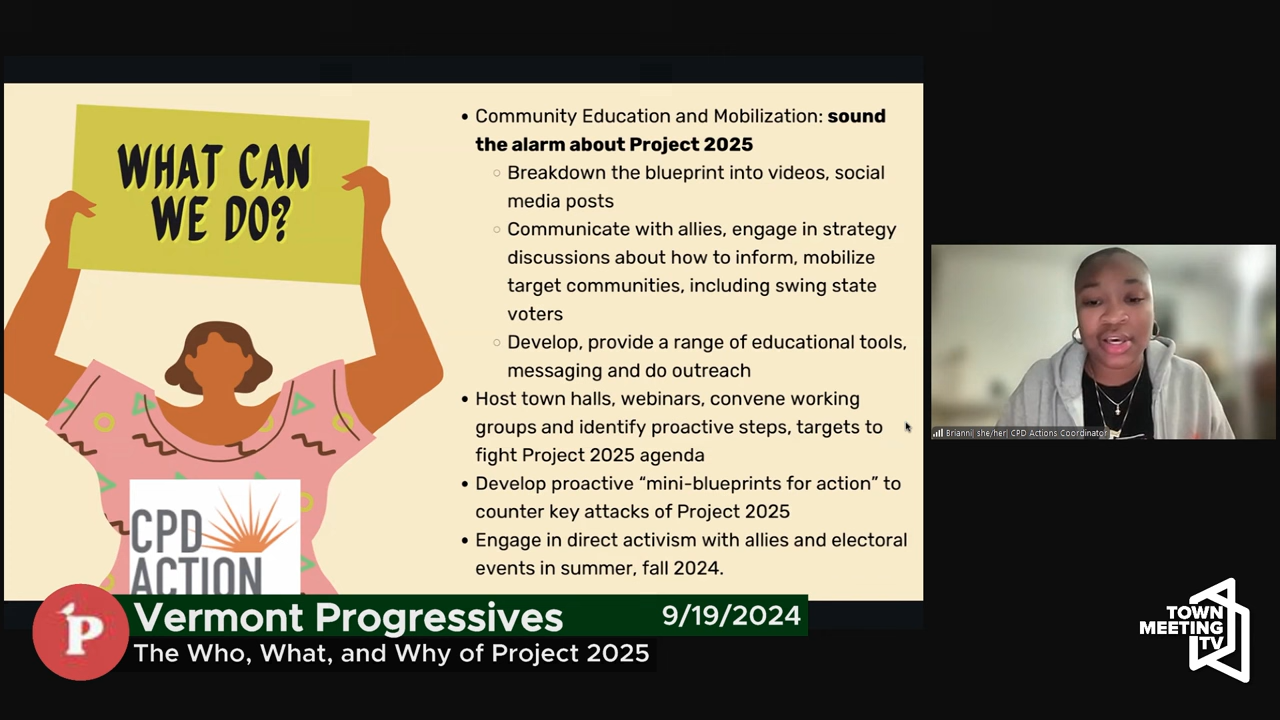 WHAT CAN
WE DO?
• Community Education and Mobilization: sound
the alarm about Project 2025
○ Breakdown the blueprint into videos, social
media posts
○ Communicate with allies, engage in strategy
discussions about how to inform, mobilize
target communities, including swing state
voters
○ Develop, provide a range of educational tools,
messaging and do outreach
• Host town halls, webinars, convene working
groups and identify proactive steps, targets to
fight Project 2025 agenda
• Develop proactive “mini-blueprints for action” to
counter key attacks of Project 2025
• Engage in direct activism with allies and electoral
events in summer, fall 2024.
CPD
ACTION
Brianni| she/her| CPD Actions Coordinator
P
Vermont Progressives 9/19/2024
The Who, What, and Why of Project 2025
TOWN
MEETING
TV